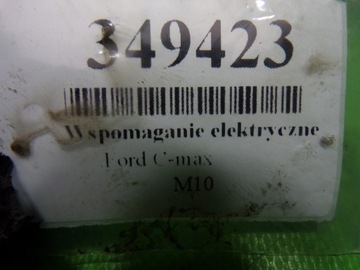 349423
Wspomaganie elektryczne
Ford C-max
M10